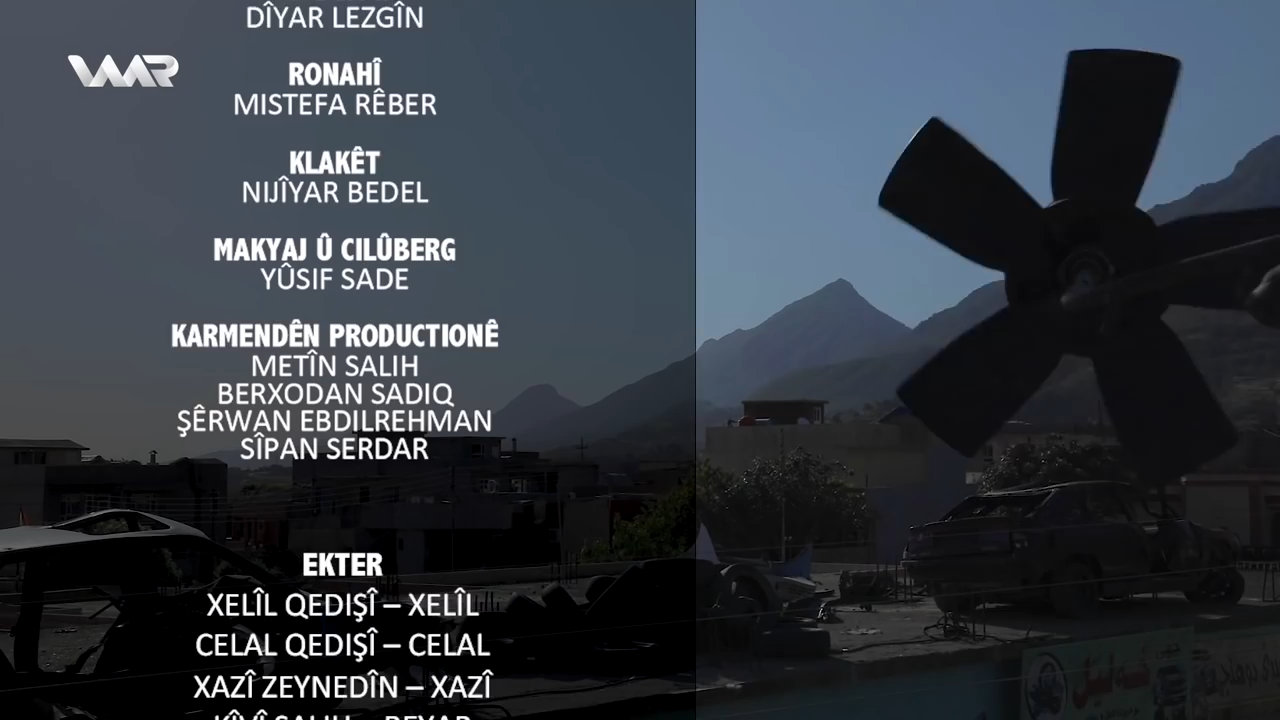 DÎYAR LEZGÎN
WAAR
RONAHÎ
MISTEFA RÊBER
KLAKÊT
NIJÎYAR BEDEL
MAKYAJ Û CILÛBERG
YÛSIF SADE
KARMENDÊN PRODUCTIONÊ
METÎN SALIH
BERXODAN SADIQ
ŞÊRWAN EBDILREHMAN
SÎPAN SERDAR
EKTER
XELÎL QEDIŞÎ – XELÎL
CELAL QEDIŞÎ – CELAL
XAZÎ ZEYNEDÎN – XAZÎ